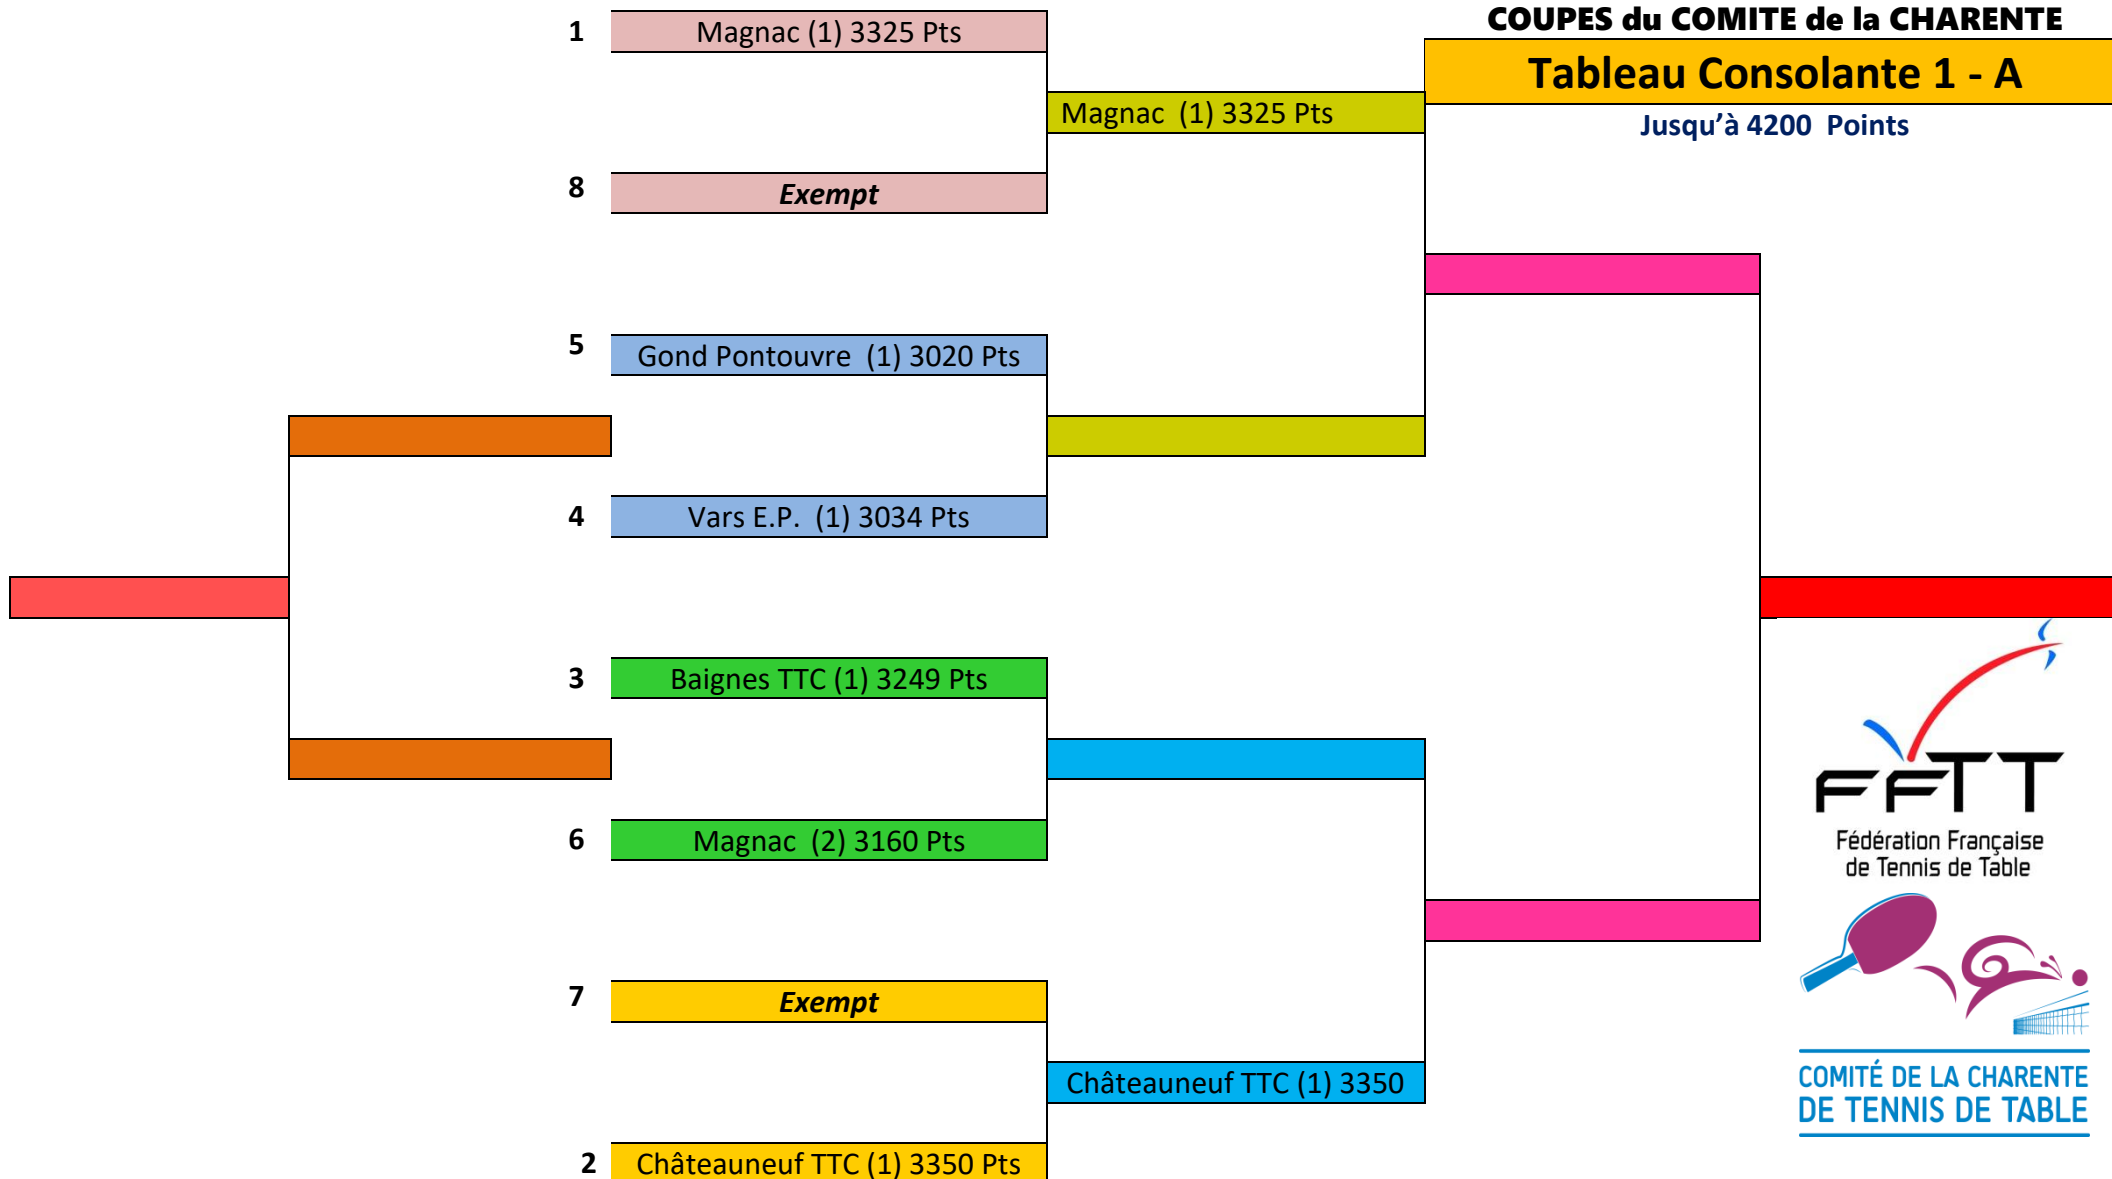 COUPES du COMITE de la CHARENTE
1 Magnac (1) 3325 Pts
Tableau Consolante 1 - A
Magnac (1) 3325 Pts
Jusqu'à 4200 Points
8 Exempt
5 Gond Pontouvre (1) 3020 Pts
4 Vars E.P. (1) 3034 Pts
3 Baignes TTC (1) 3249 Pts
6 Magnac (2) 3160 Pts
FFTT
Fédération Française
de Tennis de Table
7 Exempt
Châteauneuf TTC (1) 3350
COMITÉ DE LA CHARENTE
DE TENNIS DE TABLE
2 Châteauneuf TTC (1) 3350 Pts